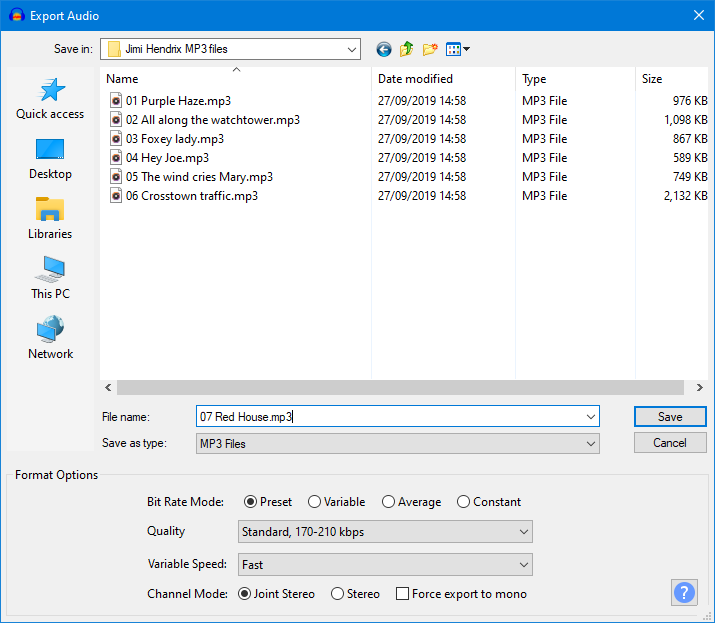 Export Audio
Save in: Jimi Hendrix MP3 files
Name Date modified Type Size
01 Purple Haze.mp3 27/09/2019 14:58 MP3 File 976 KB
02 All along the watchtower.mp3 27/09/2019 14:58 MP3 File 1,098 KB
03 Foxey lady.mp3 27/09/2019 14:58 MP3 File 867 KB
04 Hey Joe.mp3 27/09/2019 14:58 MP3 File 589 KB
05 The wind cries Mary.mp3 27/09/2019 14:58 MP3 File 749 KB
06 Crosstown traffic.mp3 27/09/2019 14:58 MP3 File 2,132 KB
Quick access
Desktop
Libraries
This PC
Network
File name: 07 Red House.mp3 Save
Save as type: MP3 Files Cancel
Format Options
Bit Rate Mode: Preset Variable Average Constant
Quality Standard, 170-210 kbps
Variable Speed: Fast
Channel Mode: Joint Stereo Stereo Force export to mono
?